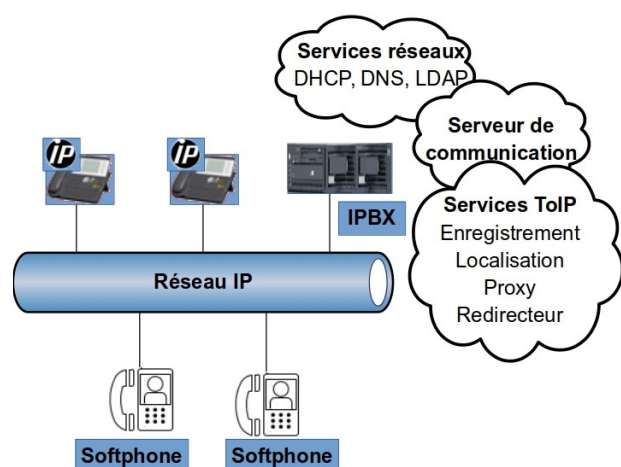 Services réseaux
DHCP, DNS, LDAP
Serveur de
communication
iP
iP
IPBX
Services ToIP
Enregistrement
Localisation
Proxy
Redirecteur
Réseau IP
Softphone
Softphone